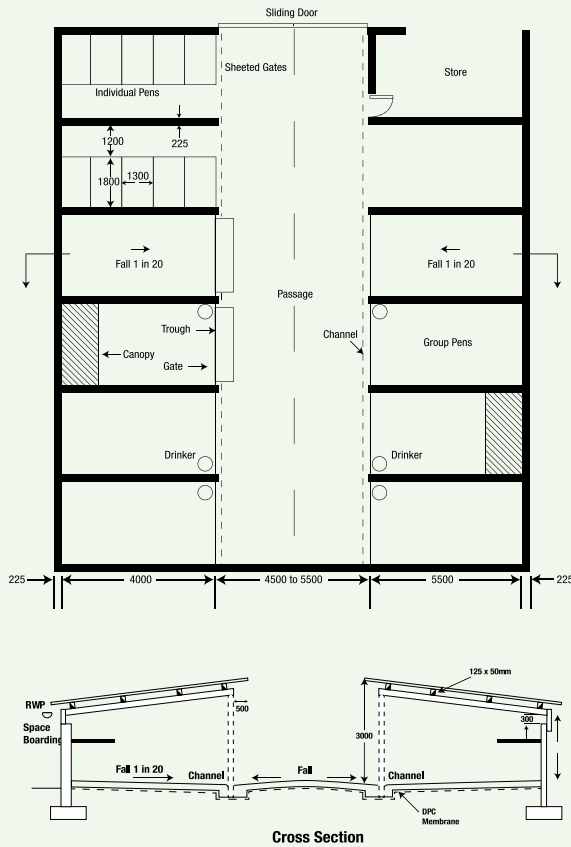 Sliding Door
Sheeted Gates
Store
Individual Pens
1200
225
1800
1300
Fall 1 in 20
Fall 1 in 20
Passage
Trough
Channel
Canopy
Group Pens
Gate
Drinker
Drinker
225
4000
4500 to 5500
5500
225
125 x 50mm
RWP
500
300
Space
Boarding
3000
Fall 1 in 20
Channel
Fall
Channel
DPC
Membrane
Cross Section